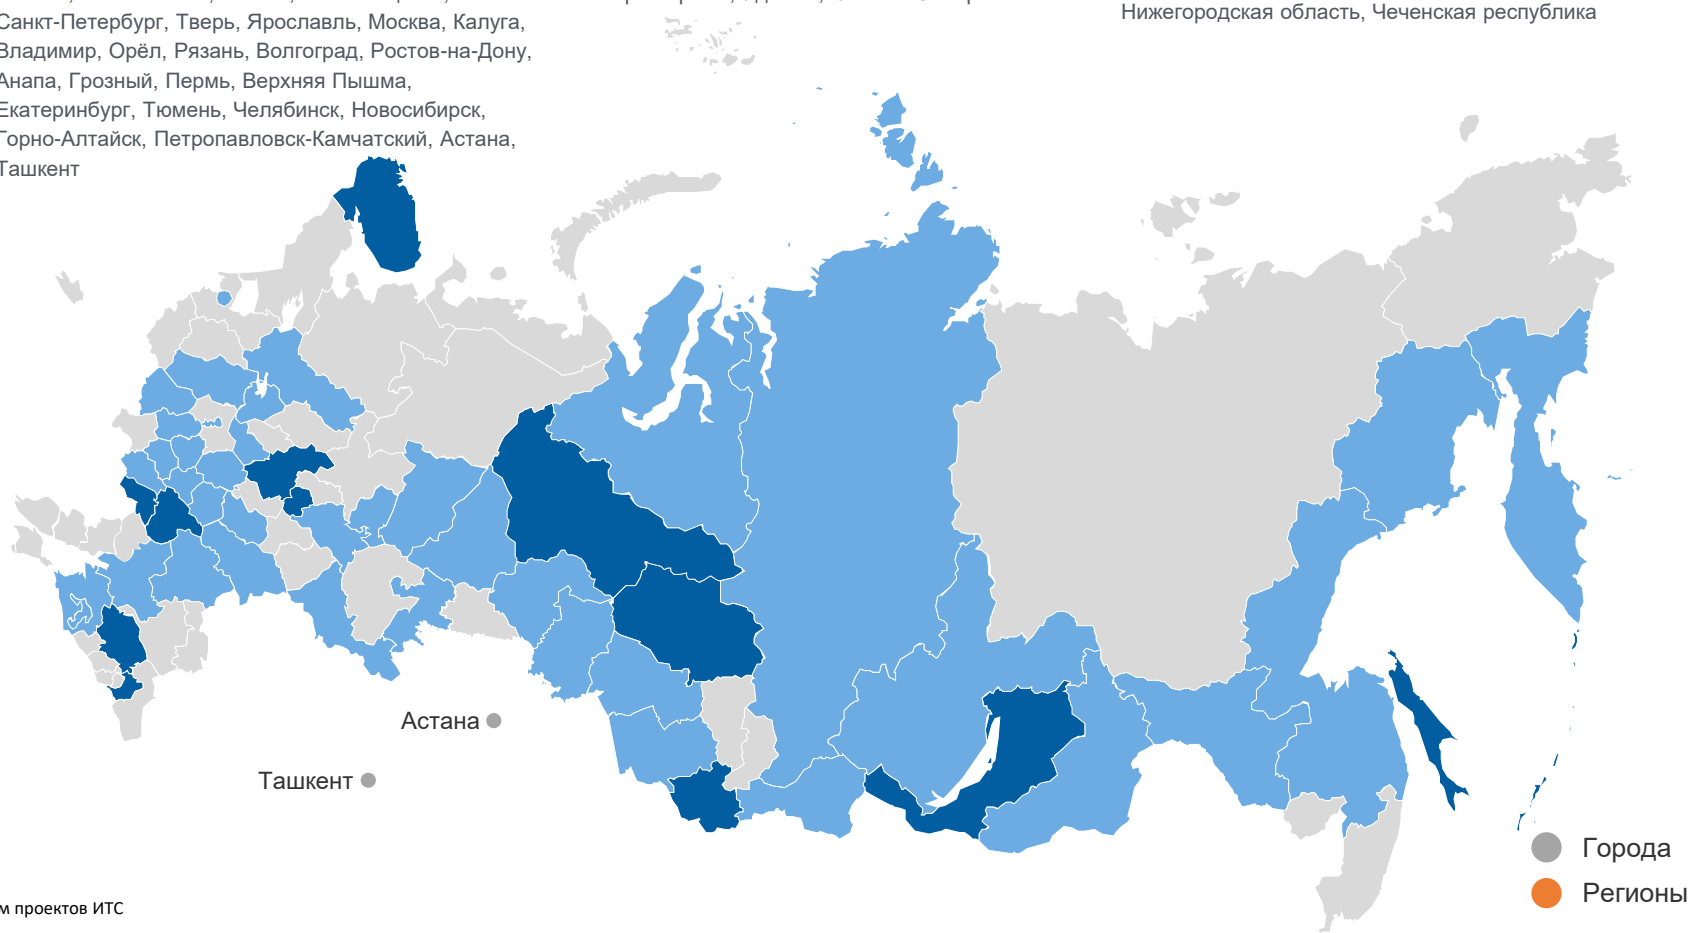 Нижегородская область, Чеченская республика
Санкт-Петербург, Тверь, Ярославль, Москва, Калуга,
Владимир, Орёл, Рязань, Волгоград, Ростов-на-Дону,
Анапа, Грозный, Пермь, Верхняя Пышма,
Екатеринбург, Тюмень, Челябинск, Новосибирск,
Горно-Алтайск, Петропавловск-Камчатский, Астана,
Ташкент
Астана
Ташкент
Города
Регионы
м проектов ИТС